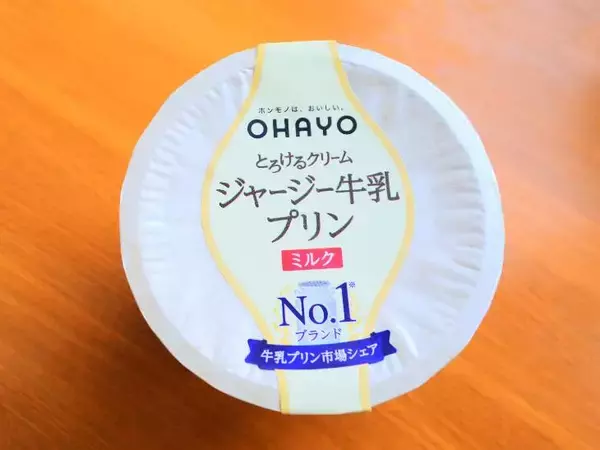 ホンモノは、おいしい。
OHAYO
とろけるクリーム
ジャージー牛乳
プリン
ミルク
No.1※
ブランド
牛乳プリン市場シェア